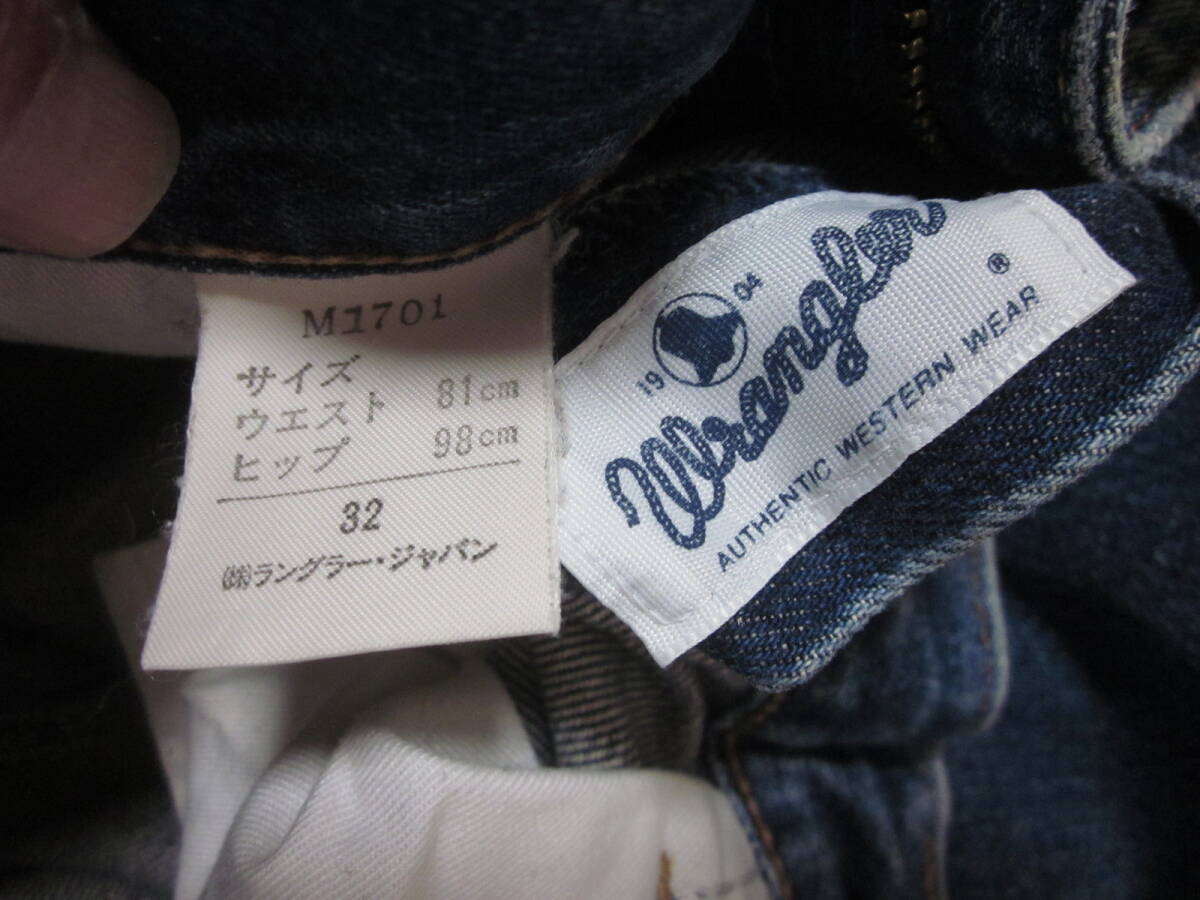 M1701
サイズ
ウエスト 81cm
ヒップ 98cm
32
㈱ラングラー・ジャパン
19 04
Wrangler ®
AUTHENTIC WESTERN WEAR